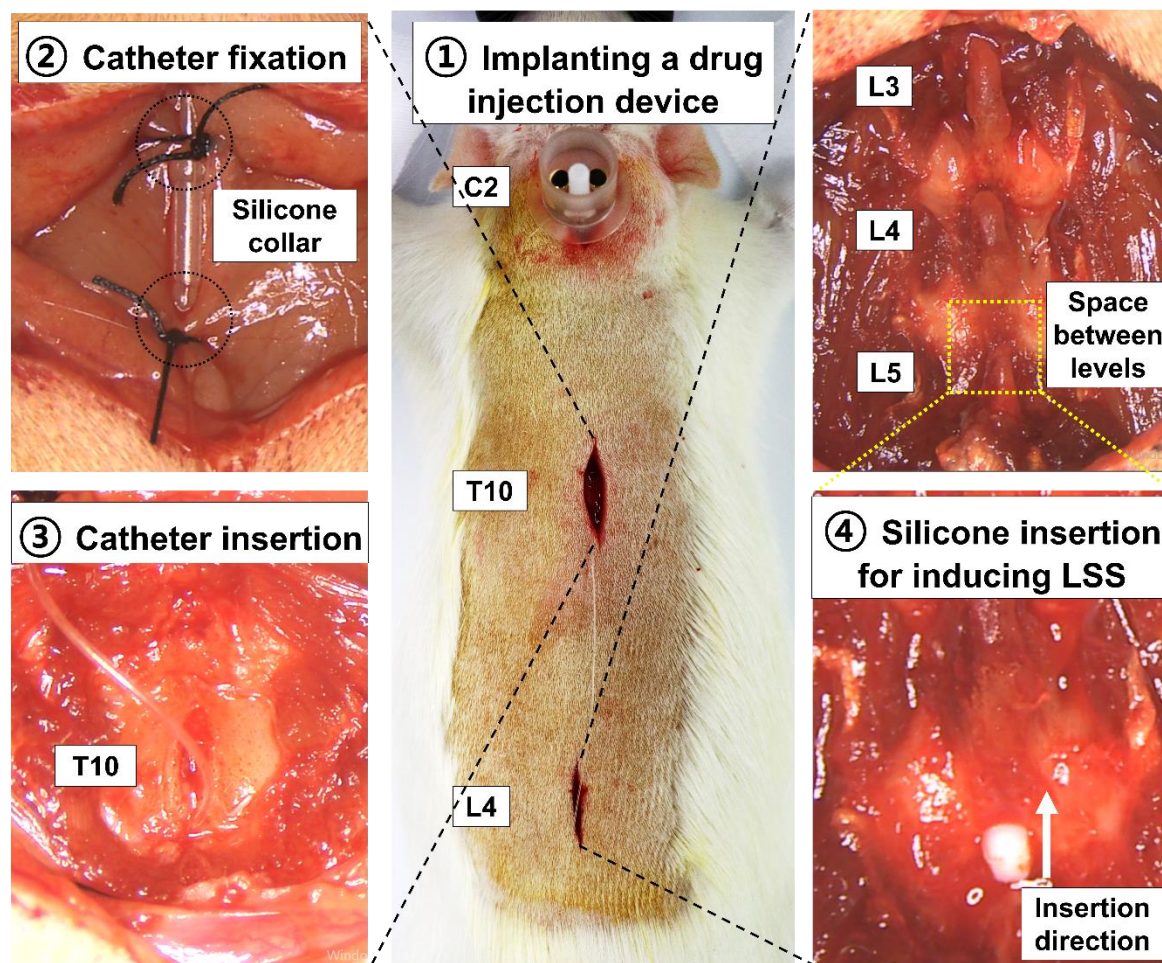 ② Catheter fixation
Silicone
collar
① Implanting a drug
injection device
C2
T10
L4
L3
L4
L5
Space
between
levels
③ Catheter insertion
T10
④ Silicone insertion
for inducing LSS
Insertion
direction